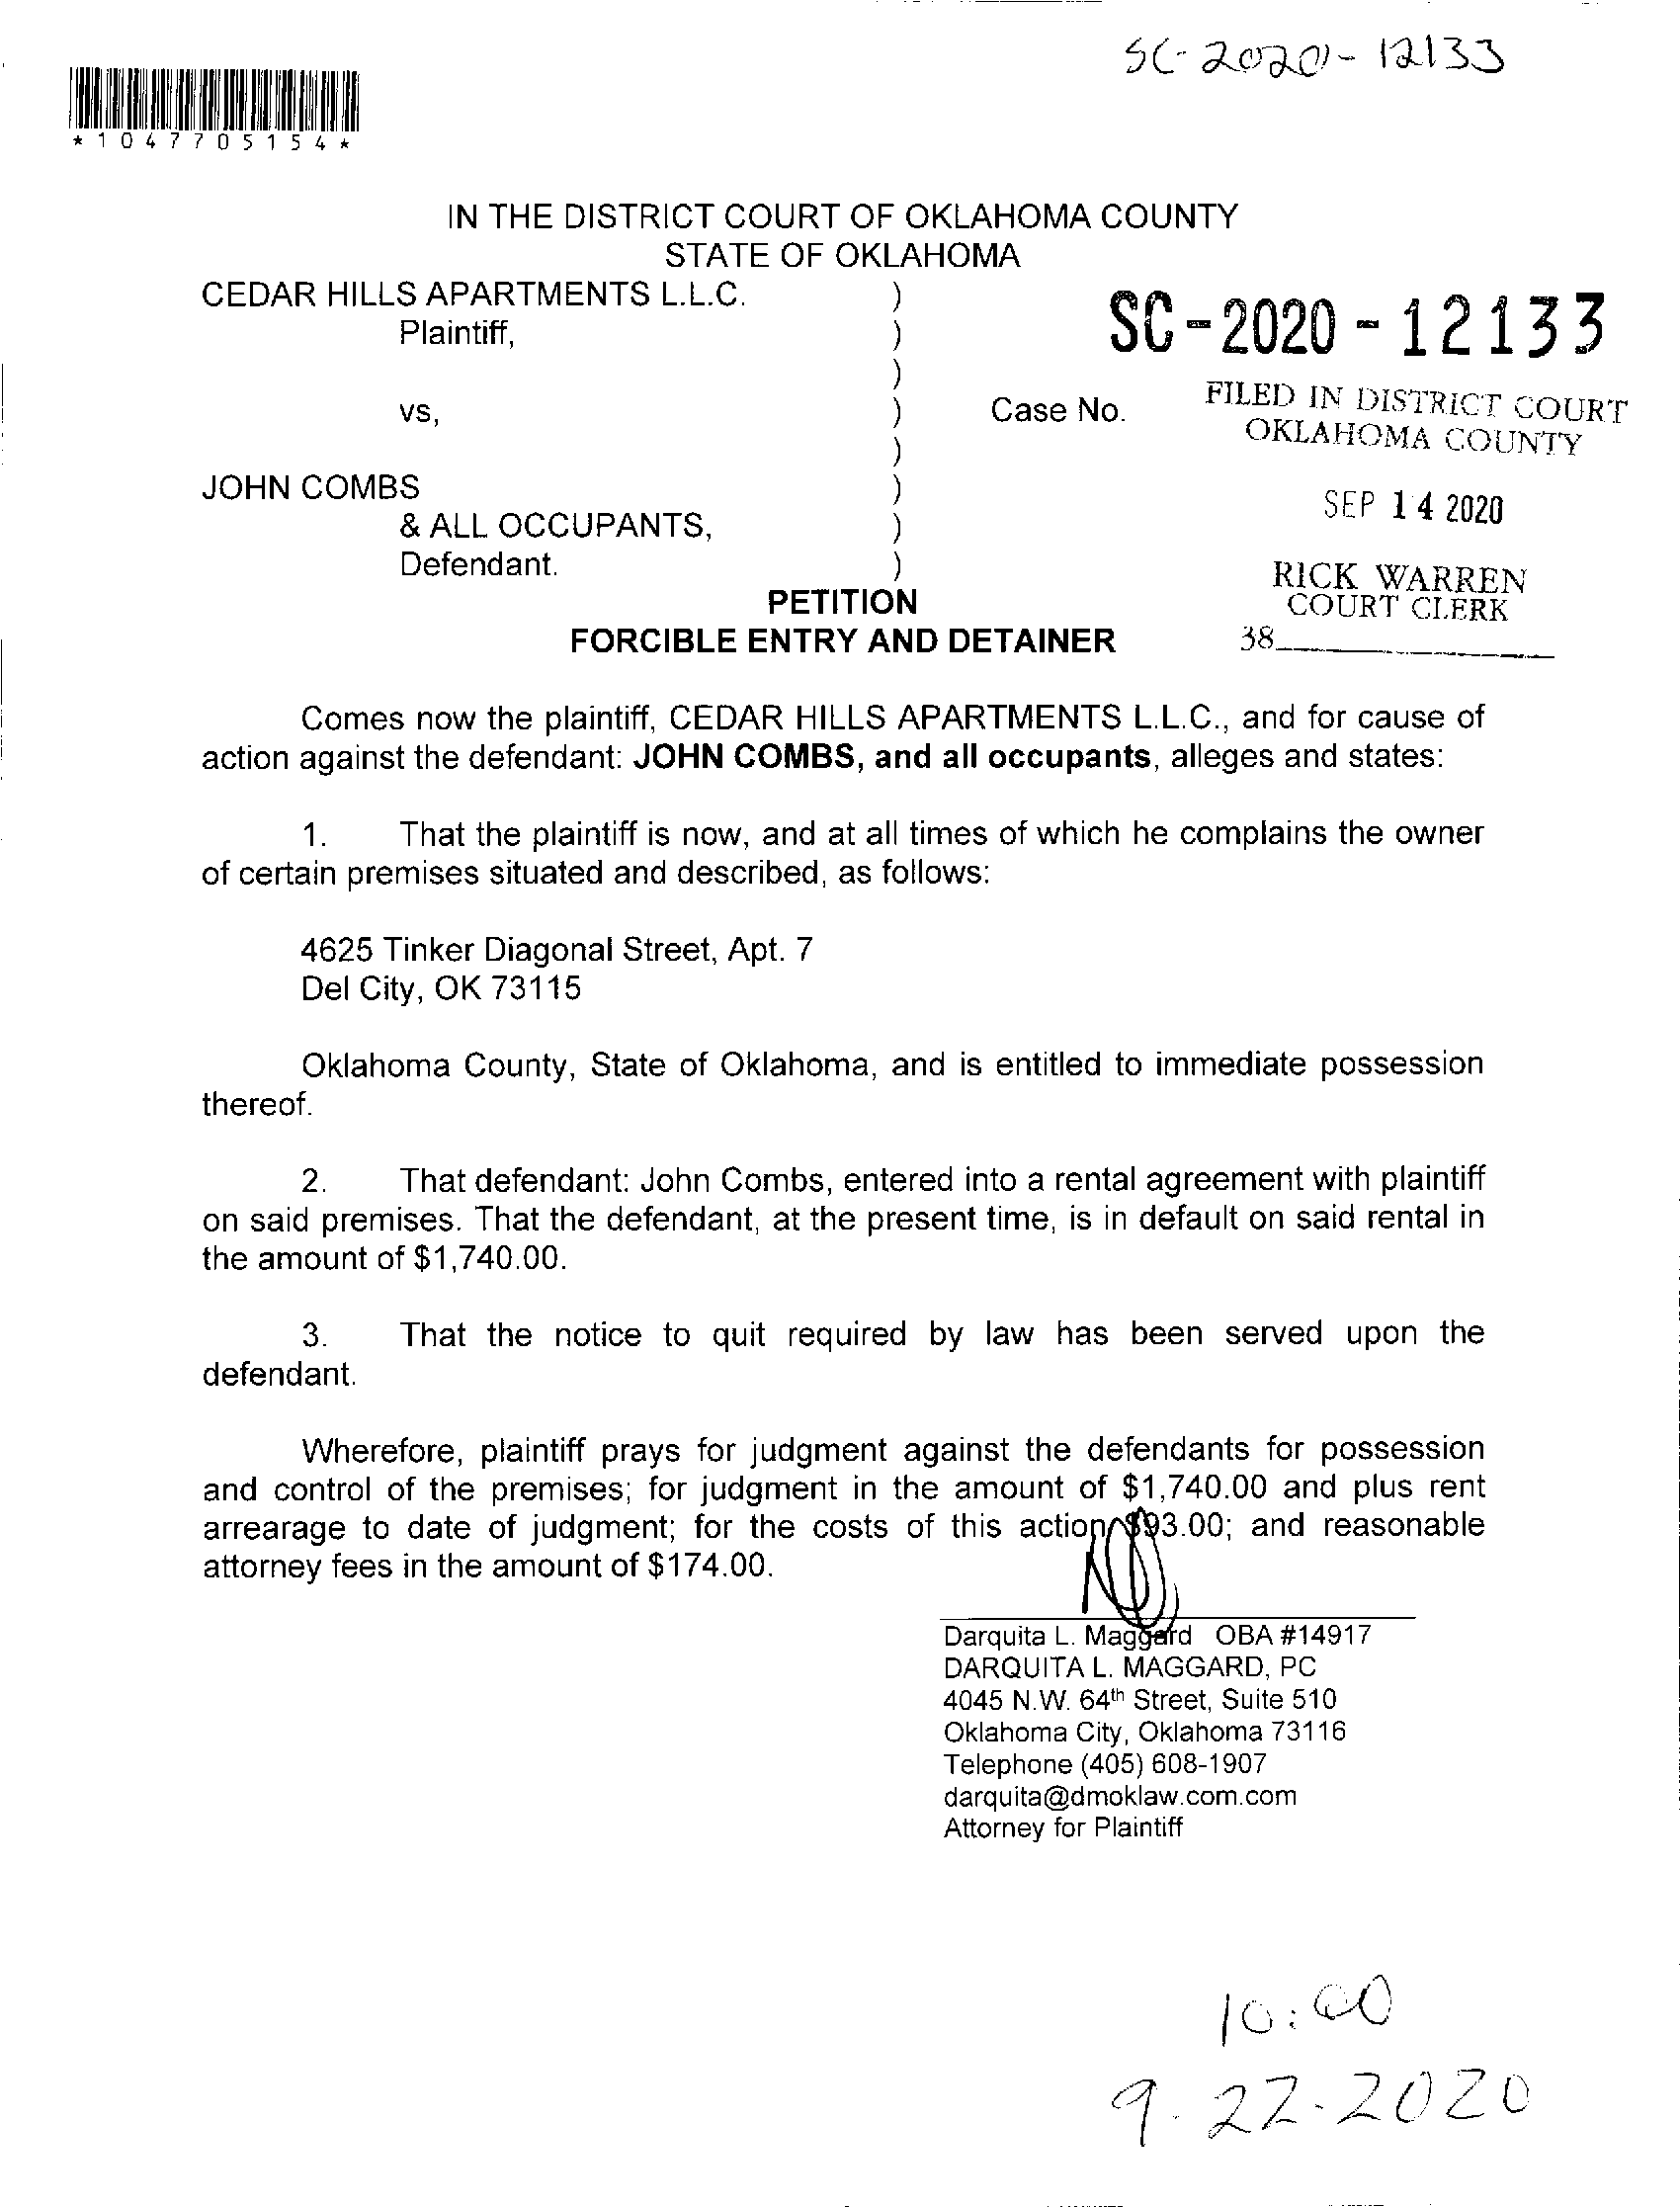 SC-2020-12133
*1047705154*
IN THE DISTRICT COURT OF OKLAHOMA COUNTY
STATE OF OKLAHOMA
CEDAR HILLS APARTMENTS L.L.C. )
Plaintiff, )
SC-2020-12133
)
vs, ) Case No.
FILED IN DISTRICT COURT
OKLAHOMA COUNTY
)
JOHN COMBS )
SEP 14 2020
& ALL OCCUPANTS, )
Defendant. )
RICK WARREN
COURT CLERK
38
PETITION
FORCIBLE ENTRY AND DETAINER
Comes now the plaintiff, CEDAR HILLS APARTMENTS L.L.C., and for cause of
action against the defendant: JOHN COMBS, and all occupants, alleges and states:
1. That the plaintiff is now, and at all times of which he complains the owner
of certain premises situated and described, as follows:
4625 Tinker Diagonal Street, Apt. 7
Del City, OK 73115
Oklahoma County, State of Oklahoma, and is entitled to immediate possession
thereof.
2. That defendant: John Combs, entered into a rental agreement with plaintiff
on said premises. That the defendant, at the present time, is in default on said rental in
the amount of $1,740.00.
3. That the notice to quit required by law has been served upon the
defendant.
Wherefore, plaintiff prays for judgment against the defendants for possession
and control of the premises; for judgment in the amount of $1,740.00 and plus rent
arrearage to date of judgment; for the costs of this action $93.00; and reasonable
attorney fees in the amount of $174.00.
Darquita L. Maggard OBA #14917
DARQUITA L. MAGGARD, PC
4045 N.W. 64th Street, Suite 510
Oklahoma City, Oklahoma 73116
Telephone (405) 608-1907
darquita@dmoklaw.com.com
Attorney for Plaintiff
10:00
9-22-2020